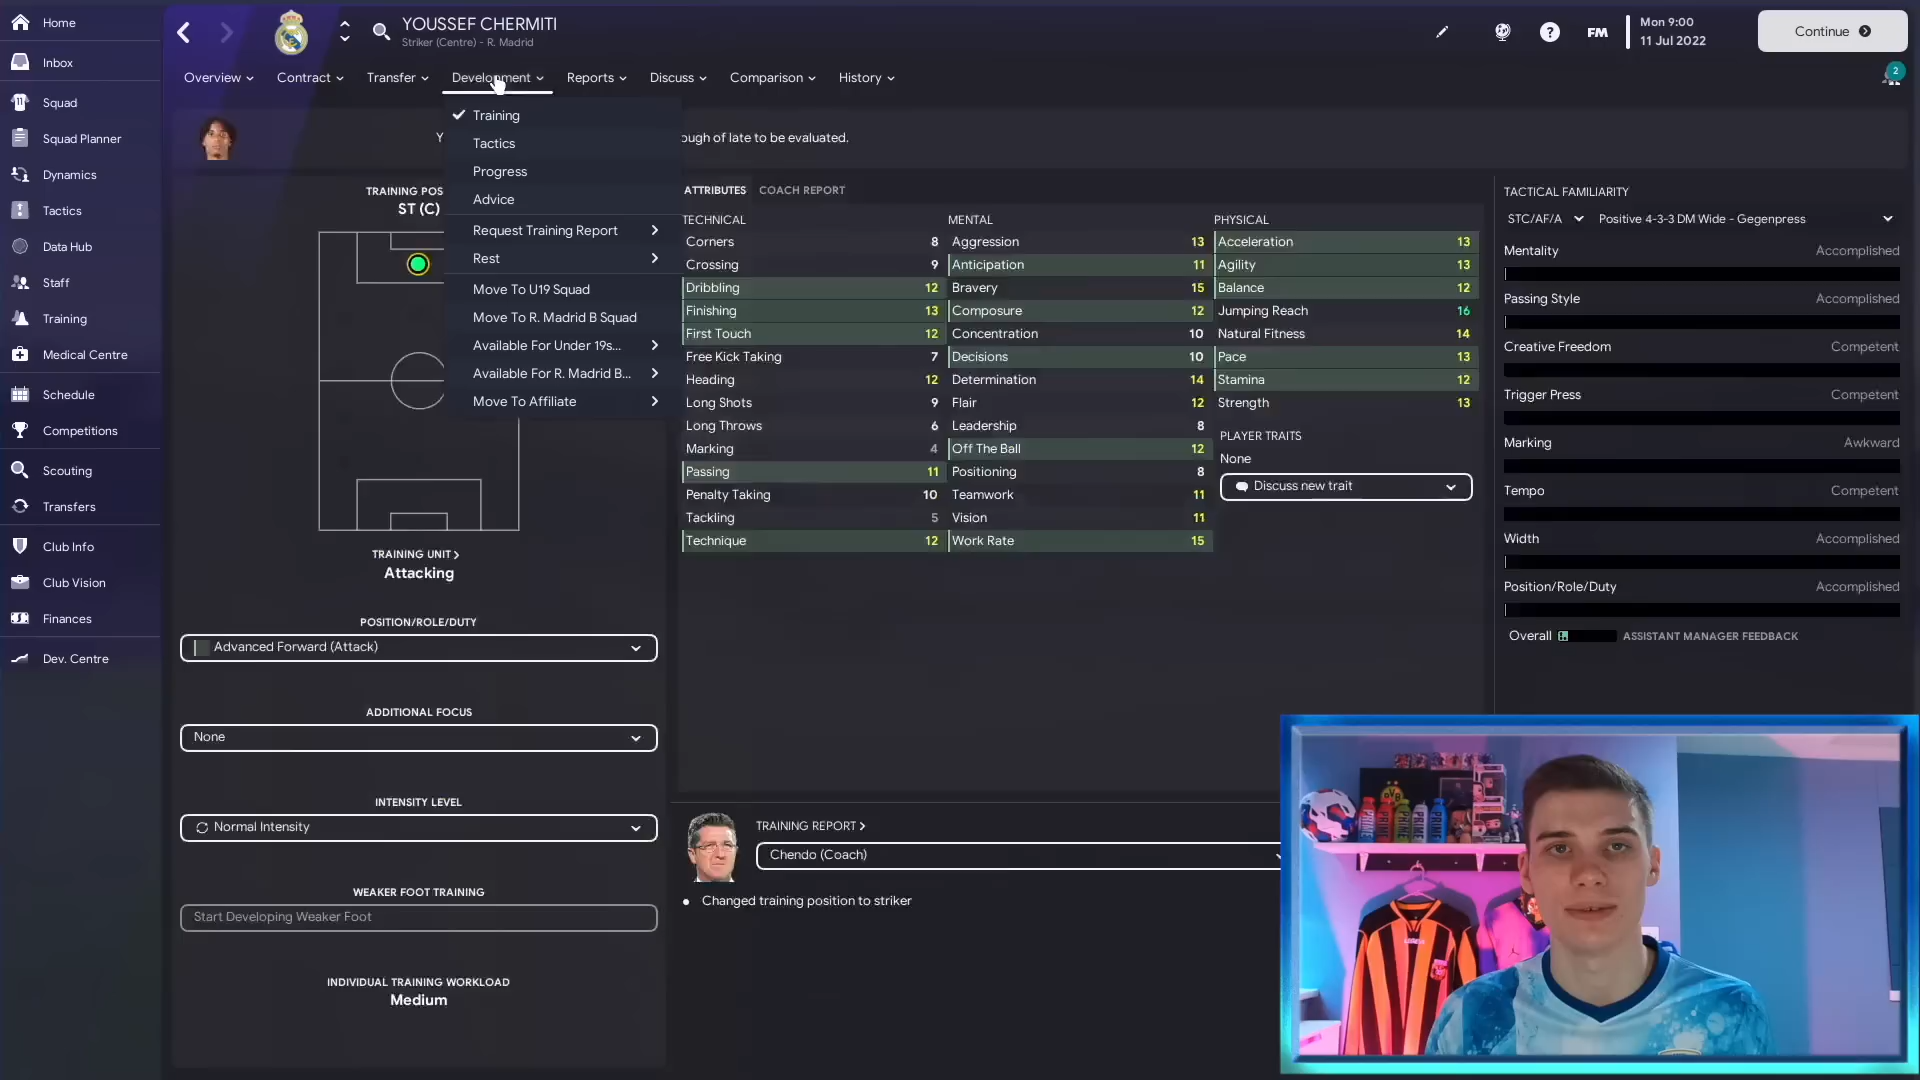 Home
Inbox
Squad
Squad Planner
Dynamics
Tactics
Data Hub
Staff
Training
Medical Centre
Schedule
Competitions
Scouting
Transfers
Club Info
Club Vision
Finances
Dev. Centre
YOUSSEF CHERMITI
Striker (Centre) - R. Madrid
FM
Mon 9:00
11 Jul 2022
Continue
2
Overview
Contract
Transfer
Development
Reports
Discuss
Comparison
History
Y
ough of late to be evaluated.
Training
Tactics
Progress
Advice
Request Training Report
Rest
Move To U19 Squad
Move To R. Madrid B Squad
Available For Under 19s...
Available For R. Madrid B...
Move To Affiliate
TRAINING POS
ST (C)
TRAINING UNIT
Attacking
POSITION/ROLE/DUTY
Advanced Forward (Attack)
ADDITIONAL FOCUS
None
INTENSITY LEVEL
Normal Intensity
WEAKER FOOT TRAINING
Start Developing Weaker Foot
INDIVIDUAL TRAINING WORKLOAD
Medium
ATTRIBUTES
COACH REPORT
TECHNICAL
Corners 8
Crossing 9
Dribbling 12
Finishing 13
First Touch 12
Free Kick Taking 7
Heading 12
Long Shots 9
Long Throws 6
Marking 4
Passing 11
Penalty Taking 10
Tackling 5
Technique 12
MENTAL
Aggression 13
Anticipation 11
Bravery 15
Composure 12
Concentration 10
Decisions 10
Determination 14
Flair 12
Leadership 8
Off The Ball 12
Positioning 8
Teamwork 11
Vision 11
Work Rate 15
PHYSICAL
Acceleration 13
Agility 13
Balance 12
Jumping Reach 16
Natural Fitness 14
Pace 13
Stamina 12
Strength 13
PLAYER TRAITS
None
Discuss new trait
TRAINING REPORT
Chendo (Coach)
Changed training position to striker
TACTICAL FAMILIARITY
STC/AF/A
Positive 4-3-3 DM Wide - Gegenpress
Mentality Accomplished
Passing Style Accomplished
Creative Freedom Competent
Trigger Press Competent
Marking Awkward
Tempo Competent
Width Accomplished
Position/Role/Duty Accomplished
Overall
ASSISTANT MANAGER FEEDBACK
PRIME
PRIME
PRIME
PRIME